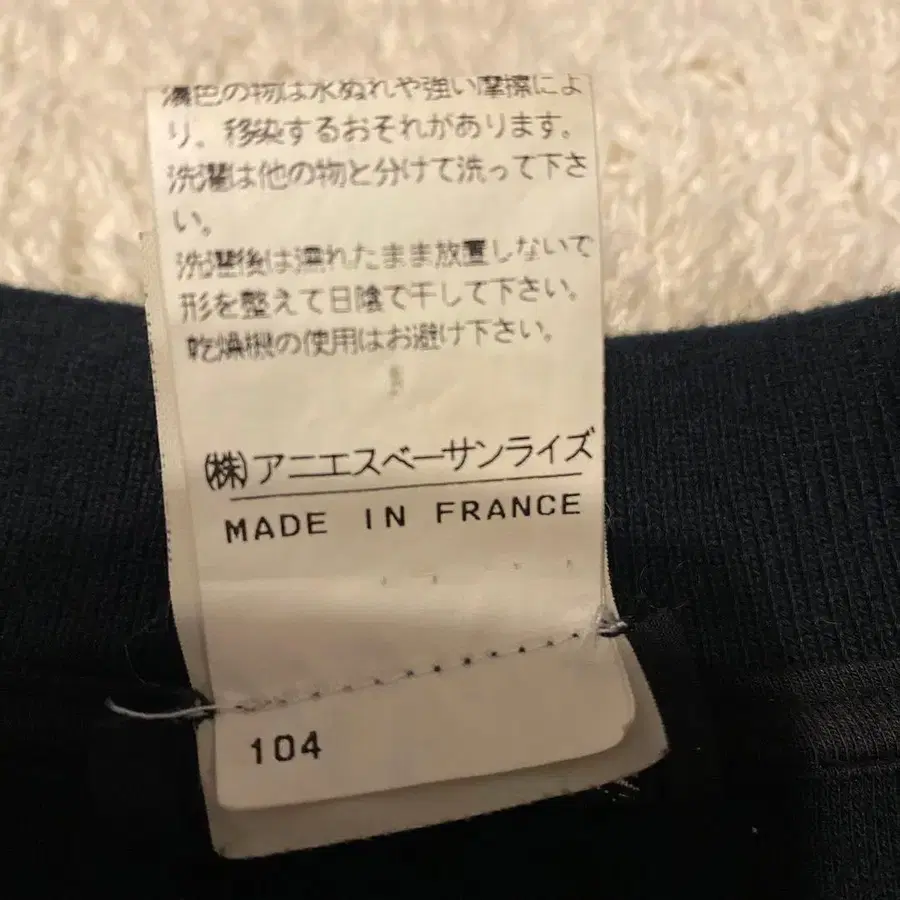 濃色の物は水ぬれや強い摩擦によ
り。移染するおそれがあります。
洗濯は他の物と分けて洗って下さ
い。
洗濯後は濡れたまま放置しないで
形を整えて日陰で干して下さい。
乾燥機の使用はお避け下さい。
(株)アニエスベーサンライズ
MADE IN FRANCE
104